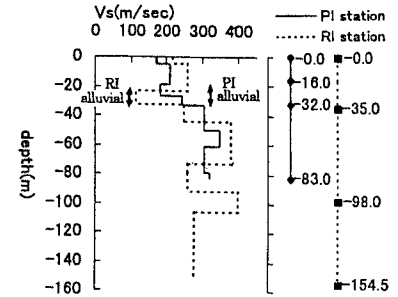 Vs(m/sec)
PI station
RI station
0 100 200 300 400
0
-20
-40
-60
-80
-100
-120
-140
-160
depth(m)
RI
alluvial
PI
alluvial
-0.0
-16.0
-32.0
-83.0
-0.0
-35.0
-98.0
-154.5